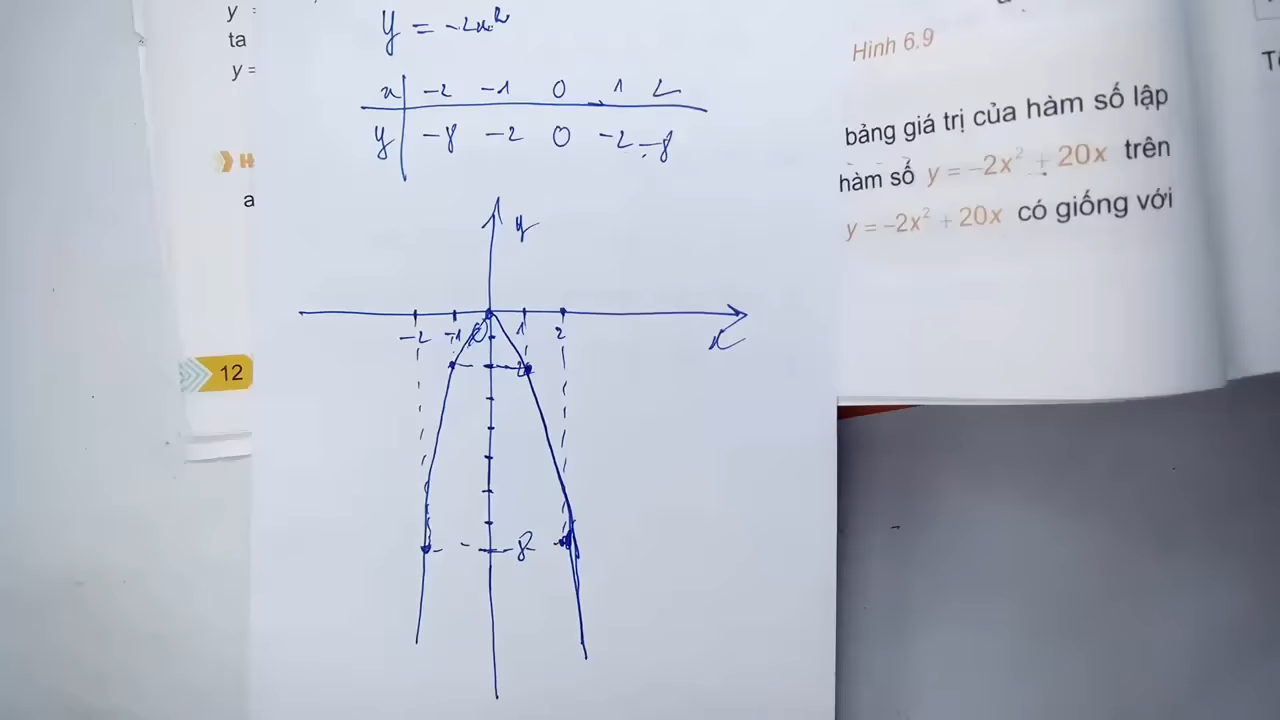 y :
ta
y =
H
a
12
y = -2x²
x -2 -1 0 1 2
y -8 -2 0 -2 -8
y
-2 -1 0 1 2
x
-2
-8
Hình 6.9
bảng giá trị của hàm số lập
hàm số y = -2x² + 20x trên
y = -2x² + 20x có giống với
T